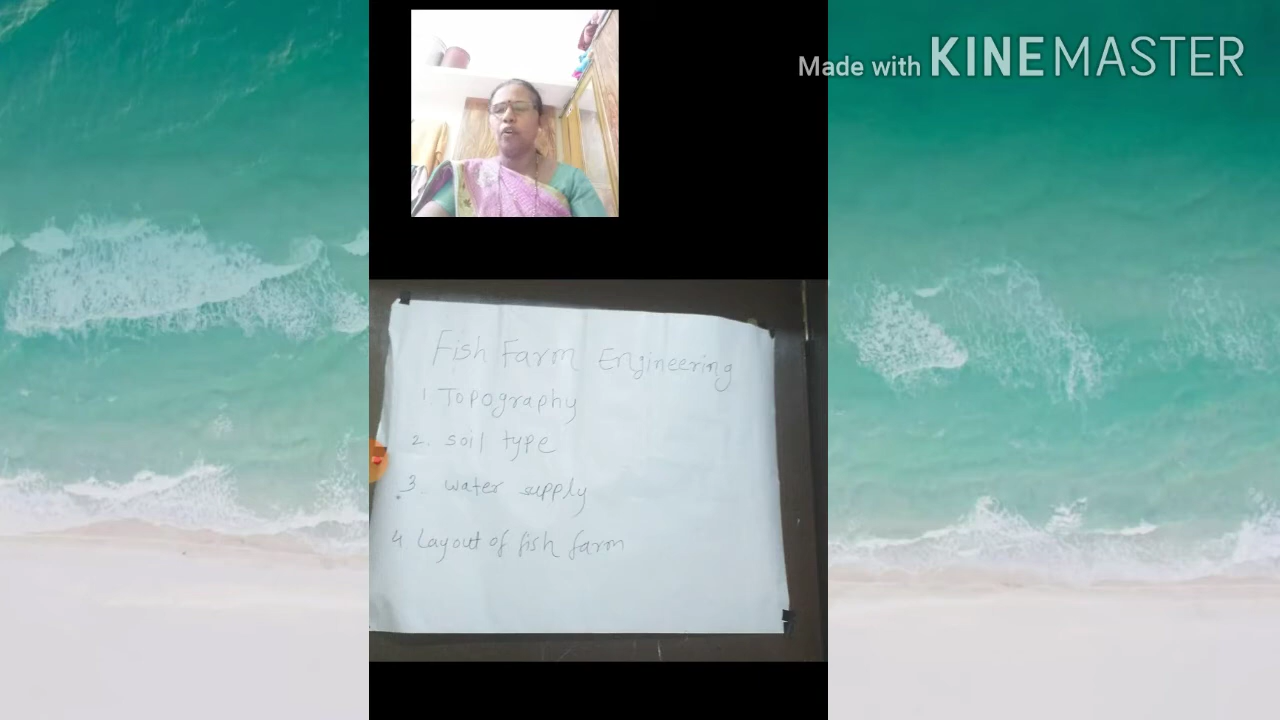 Made with KINEMASTER
Fish Farm Engineering
1. Topography
2. soil type
3. water supply
4 Layout of fish farm